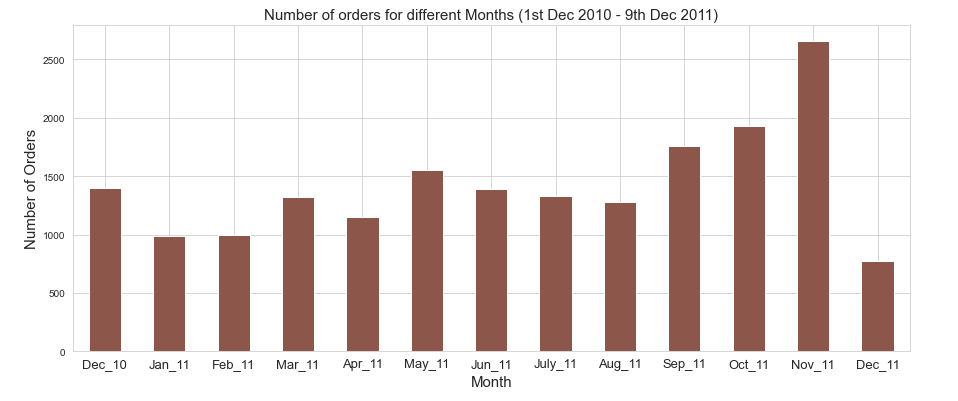 Number of orders for different Months (1st Dec 2010 - 9th Dec 2011)
Number of Orders
2500
2000
1500
1000
500
0
Dec_10 Jan_11 Feb_11 Mar_11 Apr_11 May_11 Jun_11 July_11 Aug_11 Sep_11 Oct_11 Nov_11 Dec_11
Month